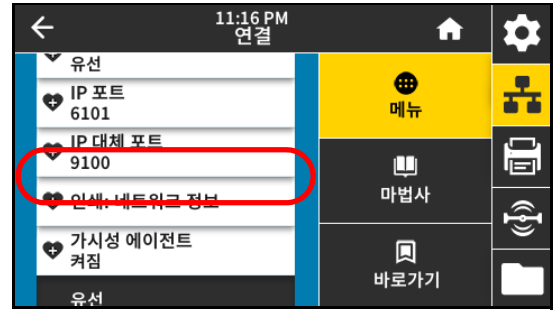 11:16 PM
연결
유선
IP 포트
6101
IP 대체 포트
9100
인쇄: 네트워크 정보
가시성 에이전트
켜짐
유선
메뉴
마법사
바로가기